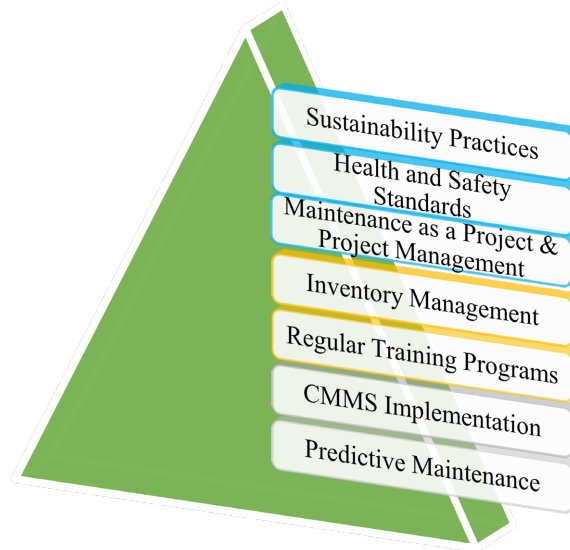 Sustainability Practices
Health and Safety
Standards
Maintenance as a Project &
Project Management
Inventory Management
Regular Training Programs
CMMS Implementation
Predictive Maintenance